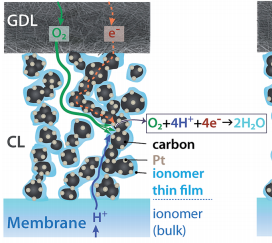 GDL
O₂ e⁻
O₂+4H⁺+4e⁻→2H₂O
carbon
Pt
CL
ionomer
thin film
Membrane H⁺
ionomer
(bulk)